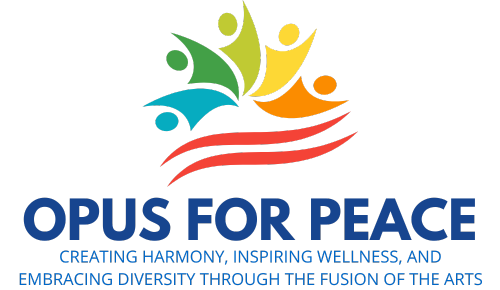 OPUS FOR PEACE
CREATING HARMONY, INSPIRING WELLNESS, AND
EMBRACING DIVERSITY THROUGH THE FUSION OF THE ARTS